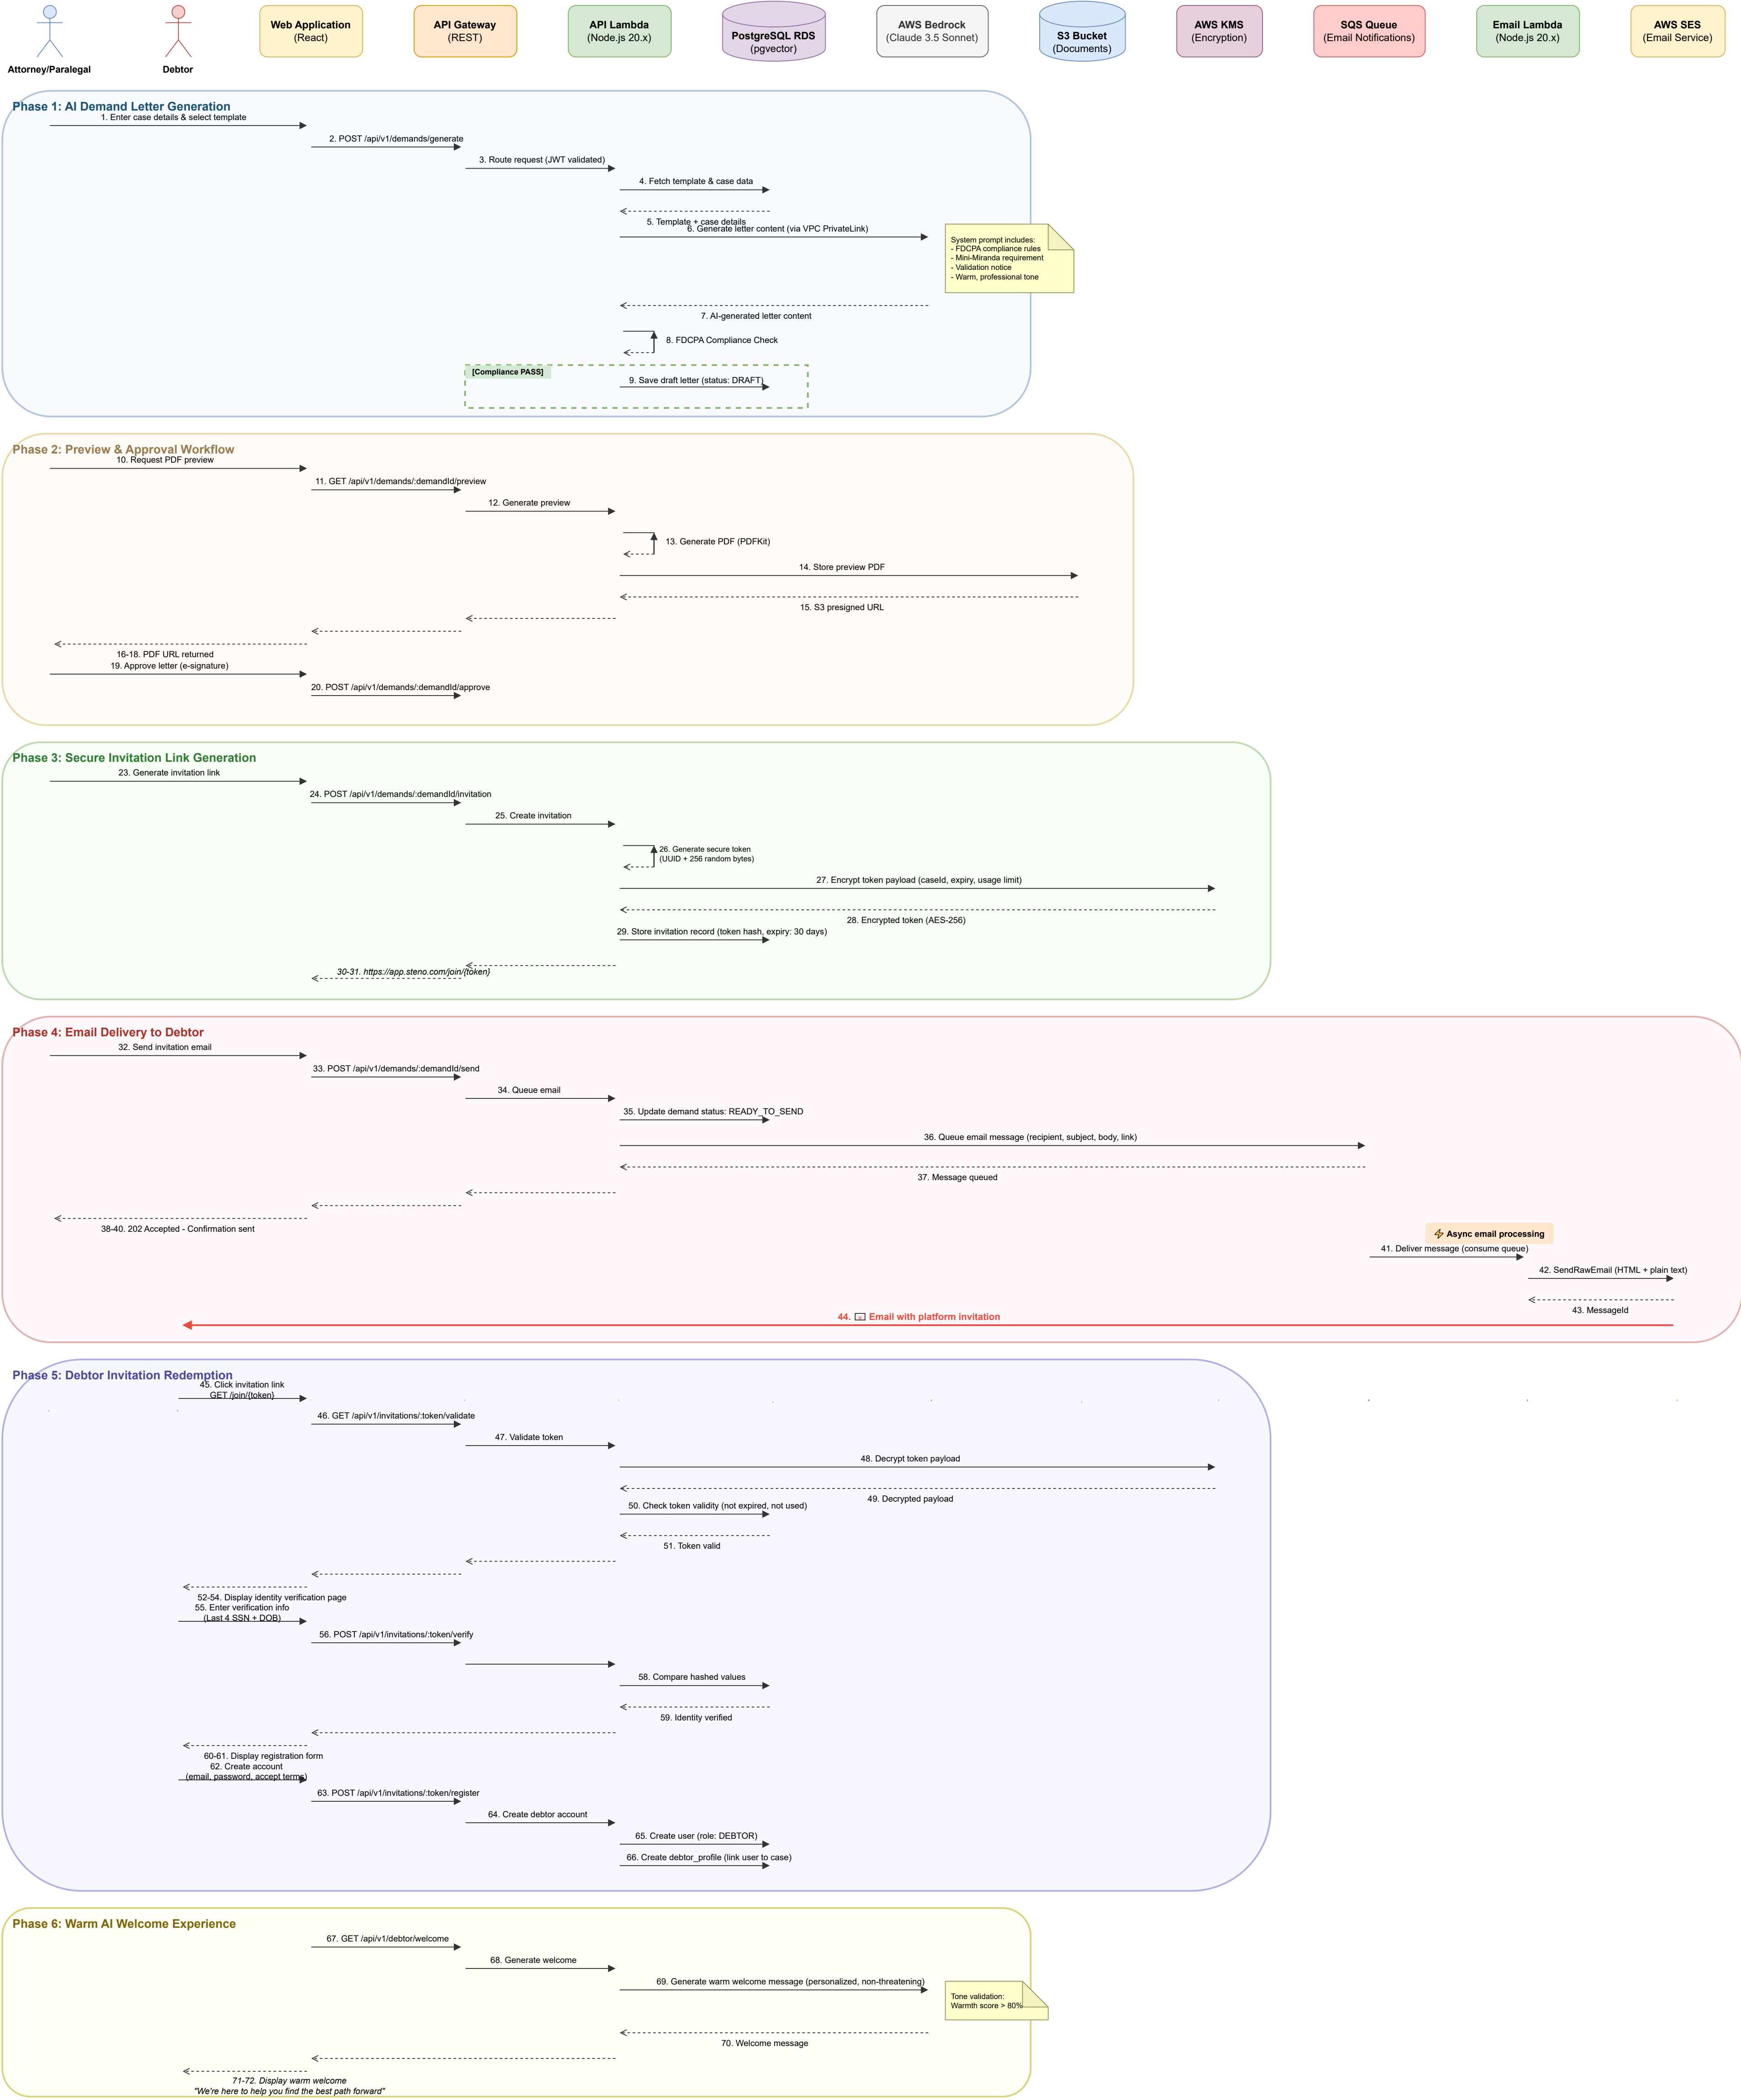 Attorney/Paralegal
Debtor
Web Application
(React)
API Gateway
(REST)
API Lambda
(Node.js 20.x)
PostgreSQL RDS
(pgvector)
AWS Bedrock
(Claude 3.5 Sonnet)
S3 Bucket
(Documents)
AWS KMS
(Encryption)
SQS Queue
(Email Notifications)
Email Lambda
(Node.js 20.x)
AWS SES
(Email Service)
Phase 1: AI Demand Letter Generation
1. Enter case details & select template
2. POST /api/v1/demands/generate
3. Route request (JWT validated)
4. Fetch template & case data
5. Template + case details
6. Generate letter content (via VPC PrivateLink)
System prompt includes:
- FDCPA compliance rules
- Mini-Miranda requirement
- Validation notice
- Warm, professional tone
7. AI-generated letter content
8. FDCPA Compliance Check
[Compliance PASS]
9. Save draft letter (status: DRAFT)
Phase 2: Preview & Approval Workflow
10. Request PDF preview
11. GET /api/v1/demands/:demandId/preview
12. Generate preview
13. Generate PDF (PDFKit)
14. Store preview PDF
15. S3 presigned URL
16-18. PDF URL returned
19. Approve letter (e-signature)
20. POST /api/v1/demands/:demandId/approve
Phase 3: Secure Invitation Link Generation
23. Generate invitation link
24. POST /api/v1/demands/:demandId/invitation
25. Create invitation
26. Generate secure token
(UUID + 256 random bytes)
27. Encrypt token payload (caseId, expiry, usage limit)
28. Encrypted token (AES-256)
29. Store invitation record (token hash, expiry: 30 days)
30-31. https://app.steno.com/join/{token}
Phase 4: Email Delivery to Debtor
32. Send invitation email
33. POST /api/v1/demands/:demandId/send
34. Queue email
35. Update demand status: READY_TO_SEND
36. Queue email message (recipient, subject, body, link)
37. Message queued
38-40. 202 Accepted - Confirmation sent
⚡ Async email processing
41. Deliver message (consume queue)
42. SendRawEmail (HTML + plain text)
43. MessageId
44. 📧 Email with platform invitation
Phase 5: Debtor Invitation Redemption
45. Click invitation link
GET /join/{token}
46. GET /api/v1/invitations/:token/validate
47. Validate token
48. Decrypt token payload
49. Decrypted payload
50. Check token validity (not expired, not used)
51. Token valid
52-54. Display identity verification page
55. Enter verification info
(Last 4 SSN + DOB)
56. POST /api/v1/invitations/:token/verify
58. Compare hashed values
59. Identity verified
60-61. Display registration form
62. Create account
(email, password, accept terms)
63. POST /api/v1/invitations/:token/register
64. Create debtor account
65. Create user (role: DEBTOR)
66. Create debtor_profile (link user to case)
Phase 6: Warm AI Welcome Experience
67. GET /api/v1/debtor/welcome
68. Generate welcome
69. Generate warm welcome message (personalized, non-threatening)
Tone validation:
Warmth score > 80%
70. Welcome message
71-72. Display warm welcome
"We're here to help you find the best path forward"